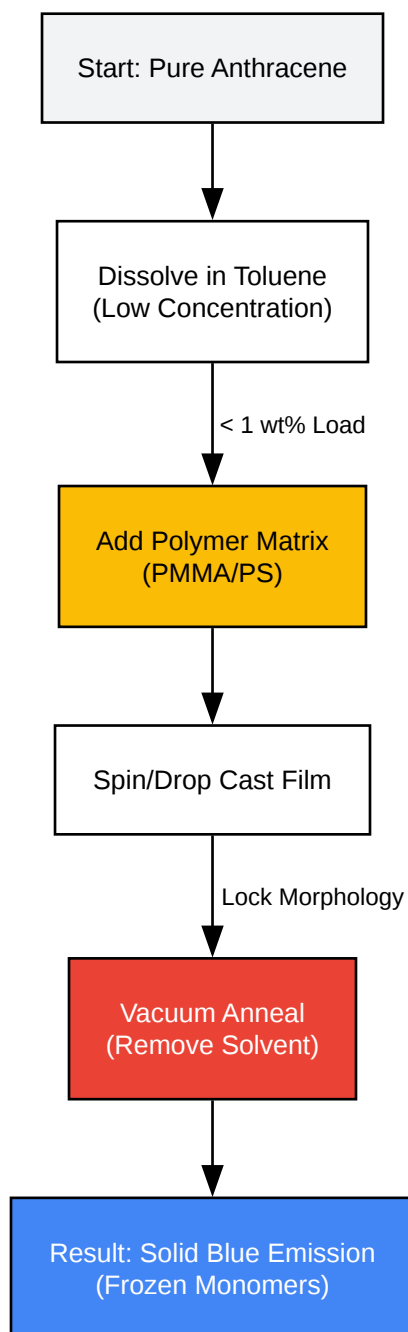 Start: Pure Anthracene
Dissolve in Toluene
(Low Concentration)
< 1 wt% Load
Add Polymer Matrix
(PMMA/PS)
Spin/Drop Cast Film
Lock Morphology
Vacuum Anneal
(Remove Solvent)
Result: Solid Blue Emission
(Frozen Monomers)